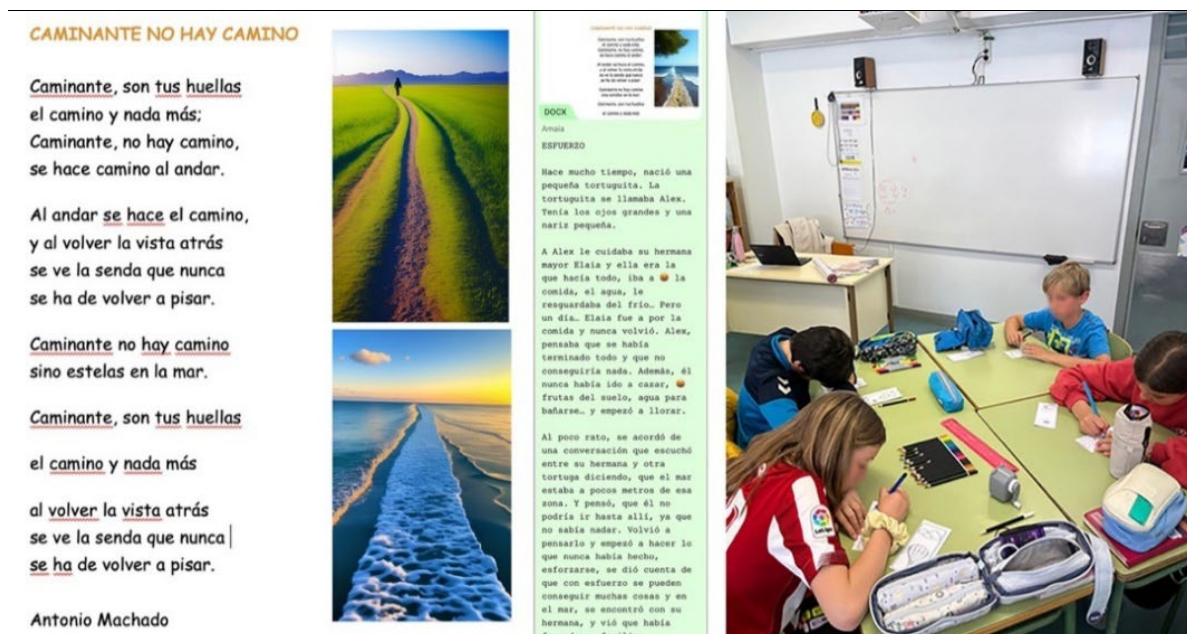 CAMINANTE NO HAY CAMINO
Caminante, son tus huellas
el camino y nada más;
Caminante, no hay camino,
se hace camino al andar.
Al andar se hace el camino,
y al volver la vista atrás
se ve la senda que nunca
se ha de volver a pisar.
Caminante no hay camino
sino estelas en la mar.
Caminante, son tus huellas
el camino y nada más
al volver la vista atrás
se ve la senda que nunca
se ha de volver a pisar.
Antonio Machado
DOCX
Amaia
ESFUERZO
Hace mucho tiempo, nació una
pequeña tortuguita. La
tortuguita se llamaba Alex.
Tenía los ojos grandes y una
nariz pequeña.
A Alex le cuidaba su hermana
mayor Elaia y ella era la
que hacía todo, iba a 
la
comida, el agua, le
resguardaba del frío… Pero
un día… Elaia fue a por la
comida y nunca volvió. Alex,
pensaba que se había
terminado todo y que no
conseguiría nada. Además, él
nunca había ido a cazar,
frutas del suelo, agua para
bañarse… y empezó a llorar.
Al poco rato, se acordó de
una conversación que escuchó
entre su hermana y otra
tortuga diciendo, que el mar
estaba a pocos metros de esa
zona. Y pensó, que él no
podría ir hasta allí, ya que
no sabía nadar. Volvió a
pensarlo y empezó a hacer lo
que nunca había hecho,
esforzarse, se dió cuenta de
que con esfuerzo se pueden
conseguir muchas cosas y en
el mar, se encontró con su
hermana, y vió que había